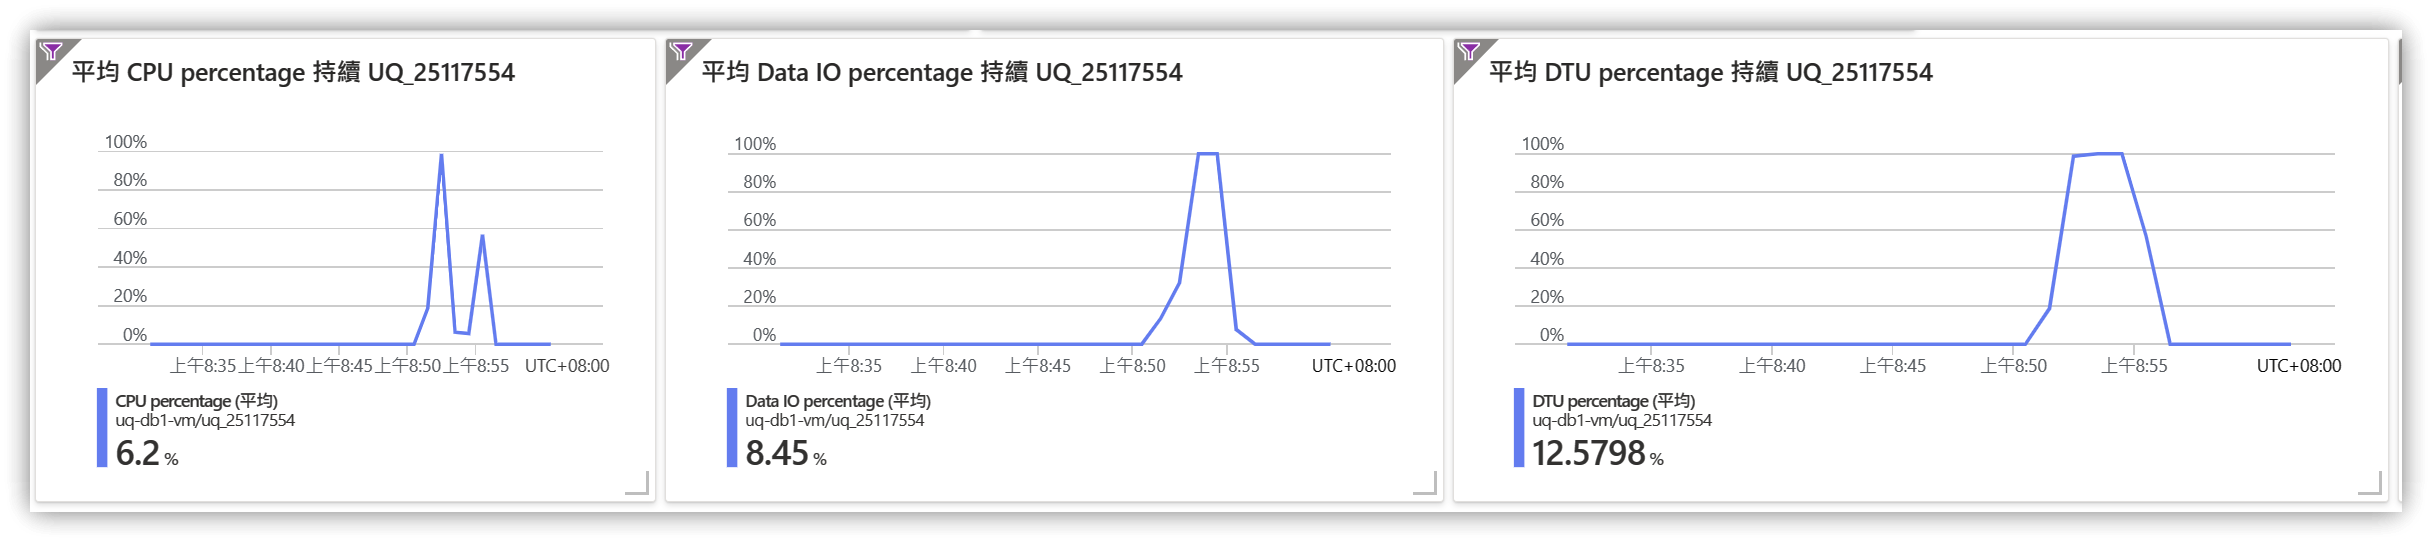 平均 CPU percentage 持續 UQ_25117554
100%
80%
60%
40%
20%
0%
上午8:35 上午8:40 上午8:45 上午8:50 上午8:55 UTC+08:00
CPU percentage (平均)
uq-db1-vm/uq_25117554
6.2 %
平均 Data IO percentage 持續 UQ_25117554
100%
80%
60%
40%
20%
0%
上午8:35 上午8:40 上午8:45 上午8:50 上午8:55 UTC+08:00
Data IO percentage (平均)
uq-db1-vm/uq_25117554
8.45 %
平均 DTU percentage 持續 UQ_25117554
100%
80%
60%
40%
20%
0%
上午8:35 上午8:40 上午8:45 上午8:50 上午8:55 UTC+08:00
DTU percentage (平均)
uq-db1-vm/uq_25117554
12.5798 %